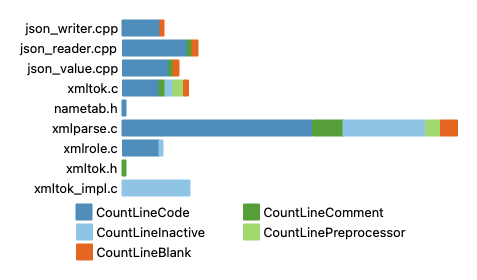 json_writer.cpp
json_reader.cpp
json_value.cpp
xmltok.c
nametab.h
xmlparse.c
xmlrole.c
xmltok.h
xmltok_impl.c
CountLineCode CountLineComment
CountLineInactive CountLinePreprocessor
CountLineBlank